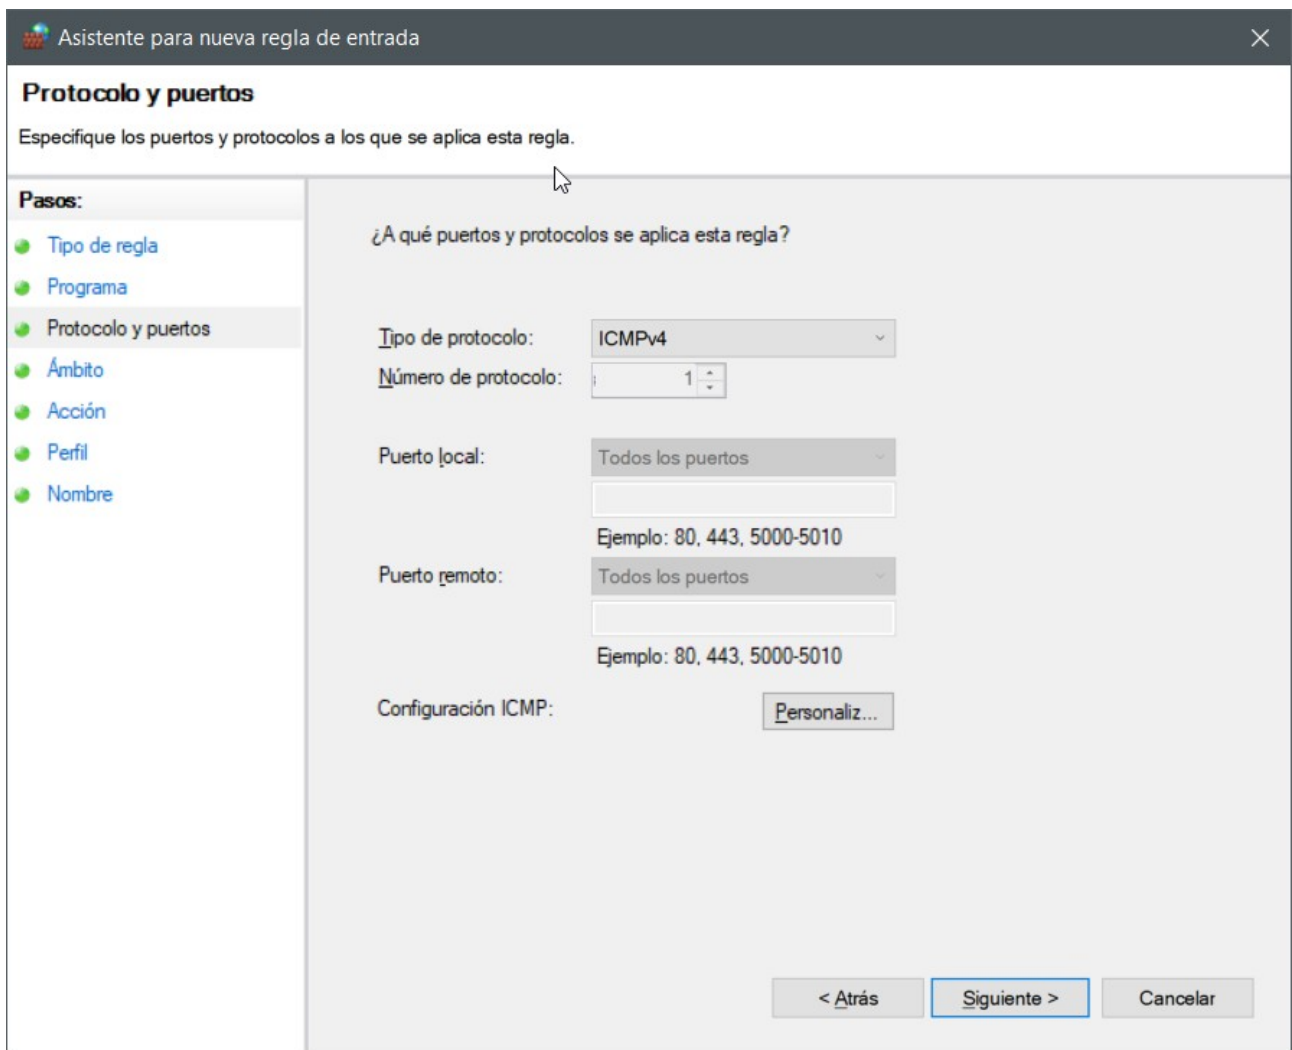 Asistente para nueva regla de entrada
Protocolo y puertos
Especifique los puertos y protocolos a los que se aplica esta regla.
Pasos:
Tipo de regla
Programa
Protocolo y puertos
Ámbito
Acción
Perfil
Nombre
¿A qué puertos y protocolos se aplica esta regla?
Tipo de protocolo: ICMPv4
Número de protocolo: 1
Puerto local: Todos los puertos
Ejemplo: 80, 443, 5000-5010
Puerto remoto: Todos los puertos
Ejemplo: 80, 443, 5000-5010
Configuración ICMP: Personaliz...
< Atrás Siguiente > Cancelar